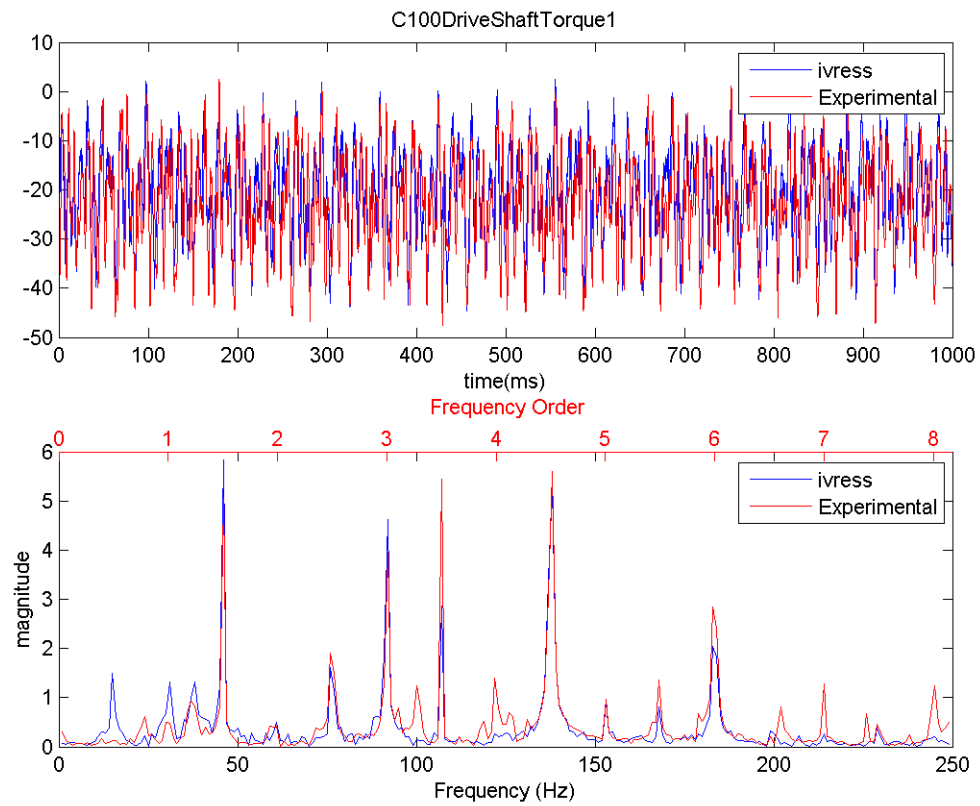 C100DriveShaftTorque1
10
0
-10
-20
-30
-40
-50
ivress
Experimental
0 100 200 300 400 500 600 700 800 900 1000
time(ms)
Frequency Order
0 1 2 3 4 5 6 7 8
6
5
4
3
2
1
0
magnitude
ivress
Experimental
0 50 100 150 200 250
Frequency (Hz)